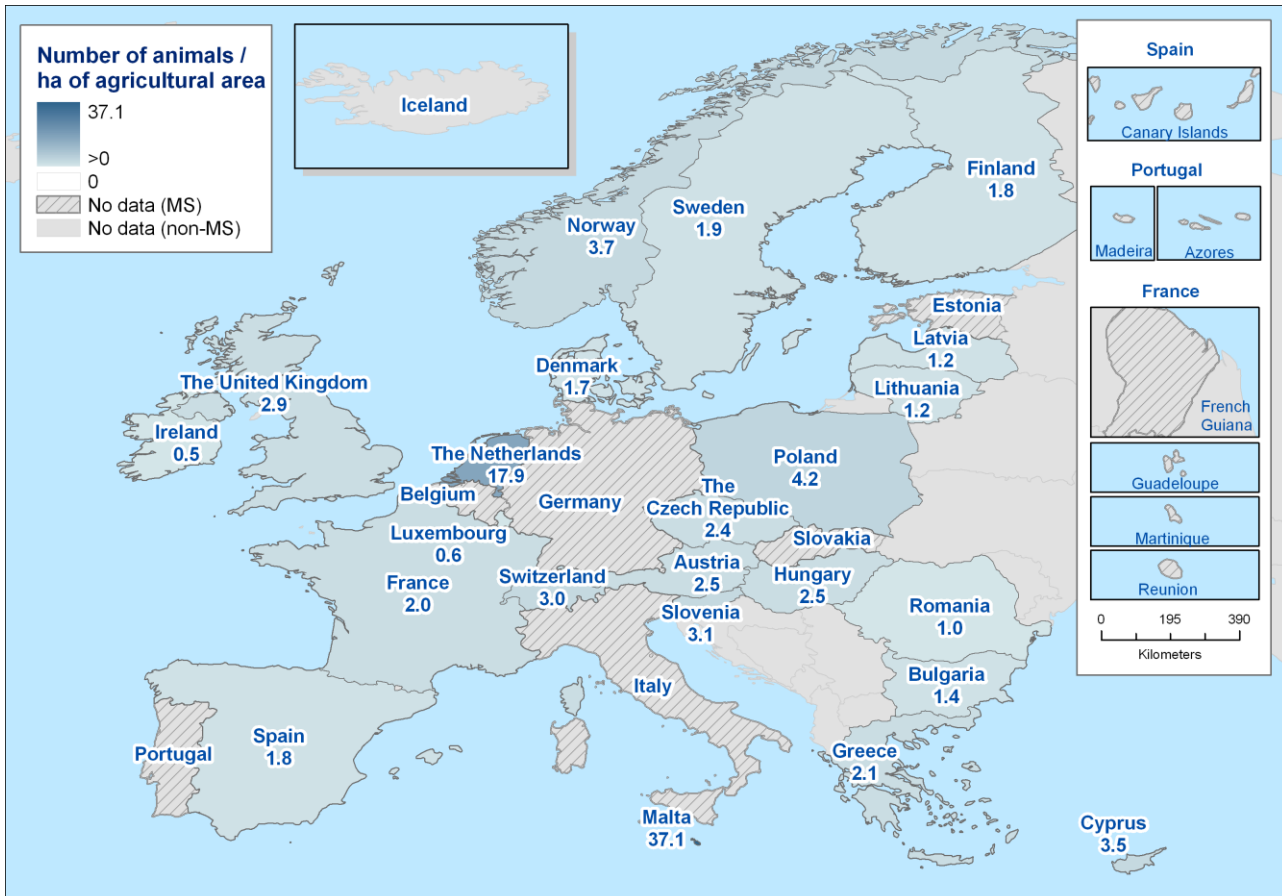 Number of animals /
ha of agricultural area
37.1
>0
0
No data (MS)
No data (non-MS)
Iceland
Finland
1.8
Sweden
1.9
Norway
3.7
Estonia
Latvia
1.2
Lithuania
1.2
Denmark
1.7
The United Kingdom
2.9
Ireland
0.5
The Netherlands
17.9
Belgium
Germany
Poland
4.2
The
Czech Republic
2.4
Luxembourg
0.6
Slovakia
France
2.0
Switzerland
3.0
Austria
2.5
Hungary
2.5
Slovenia
3.1
Romania
1.0
Bulgaria
1.4
Italy
Portugal
Spain
1.8
Greece
2.1
Malta
37.1
Cyprus
3.5
Spain
Canary Islands
Portugal
Madeira
Azores
France
French
Guiana
Guadeloupe
Martinique
Reunion
0 195 390
Kilometers